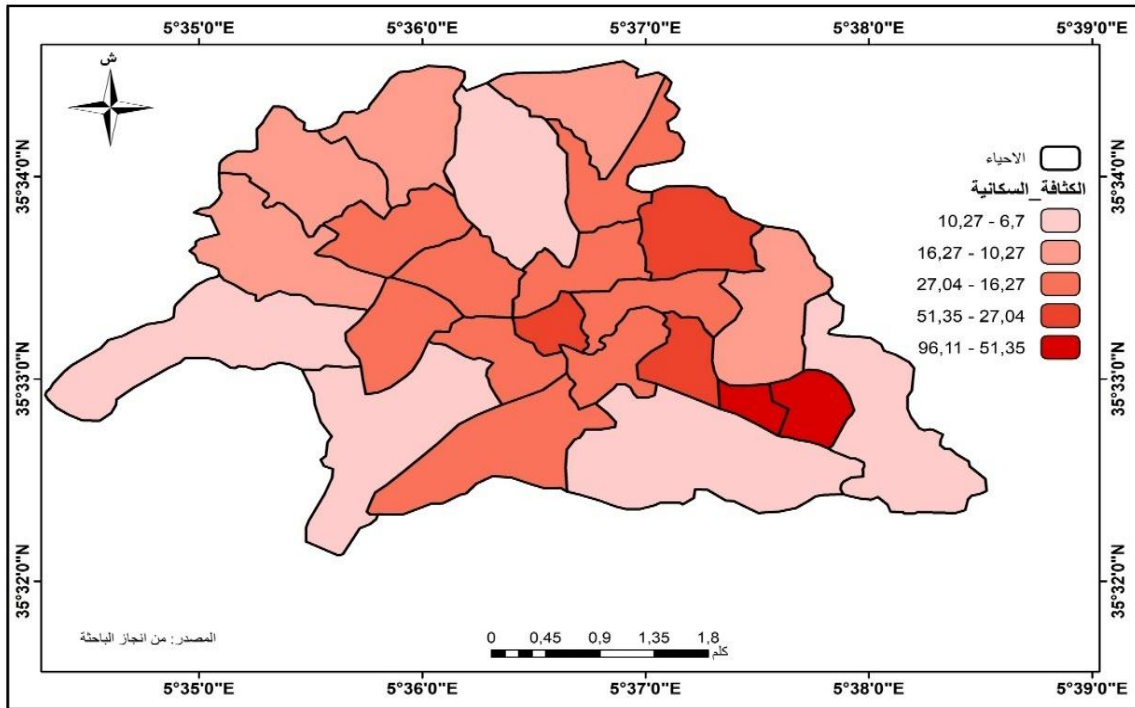 5°35'0"E 5°36'0"E 5°37'0"E 5°38'0"E 5°39'0"E
ش
35°34'0"N 35°34'0"N
الاحياء
الكثافة_السكانية
10,27 - 6,7
16,27 - 10,27
27,04 - 16,27
51,35 - 27,04
96,11 - 51,35
35°33'0"N 35°33'0"N
35°32'0"N 35°32'0"N
المصدر: من انجاز الباحثة
0 0,45 0,9 1,35 1,8
كلم
5°35'0"E 5°36'0"E 5°37'0"E 5°38'0"E 5°39'0"E